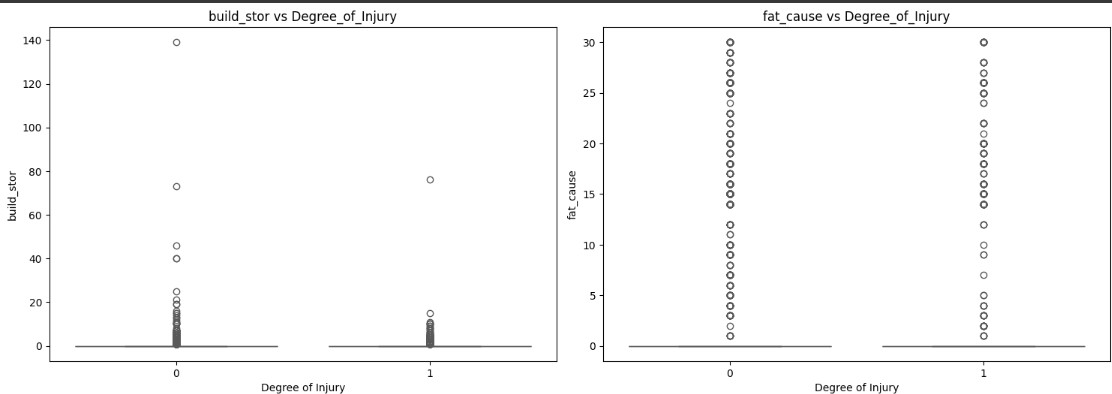 build_stor vs Degree_of_Injury
140
120
100
80
60
40
20
0
build_stor
0 1
Degree of Injury
fat_cause vs Degree_of_Injury
30
25
20
15
10
5
0
fat_cause
0 1
Degree of Injury